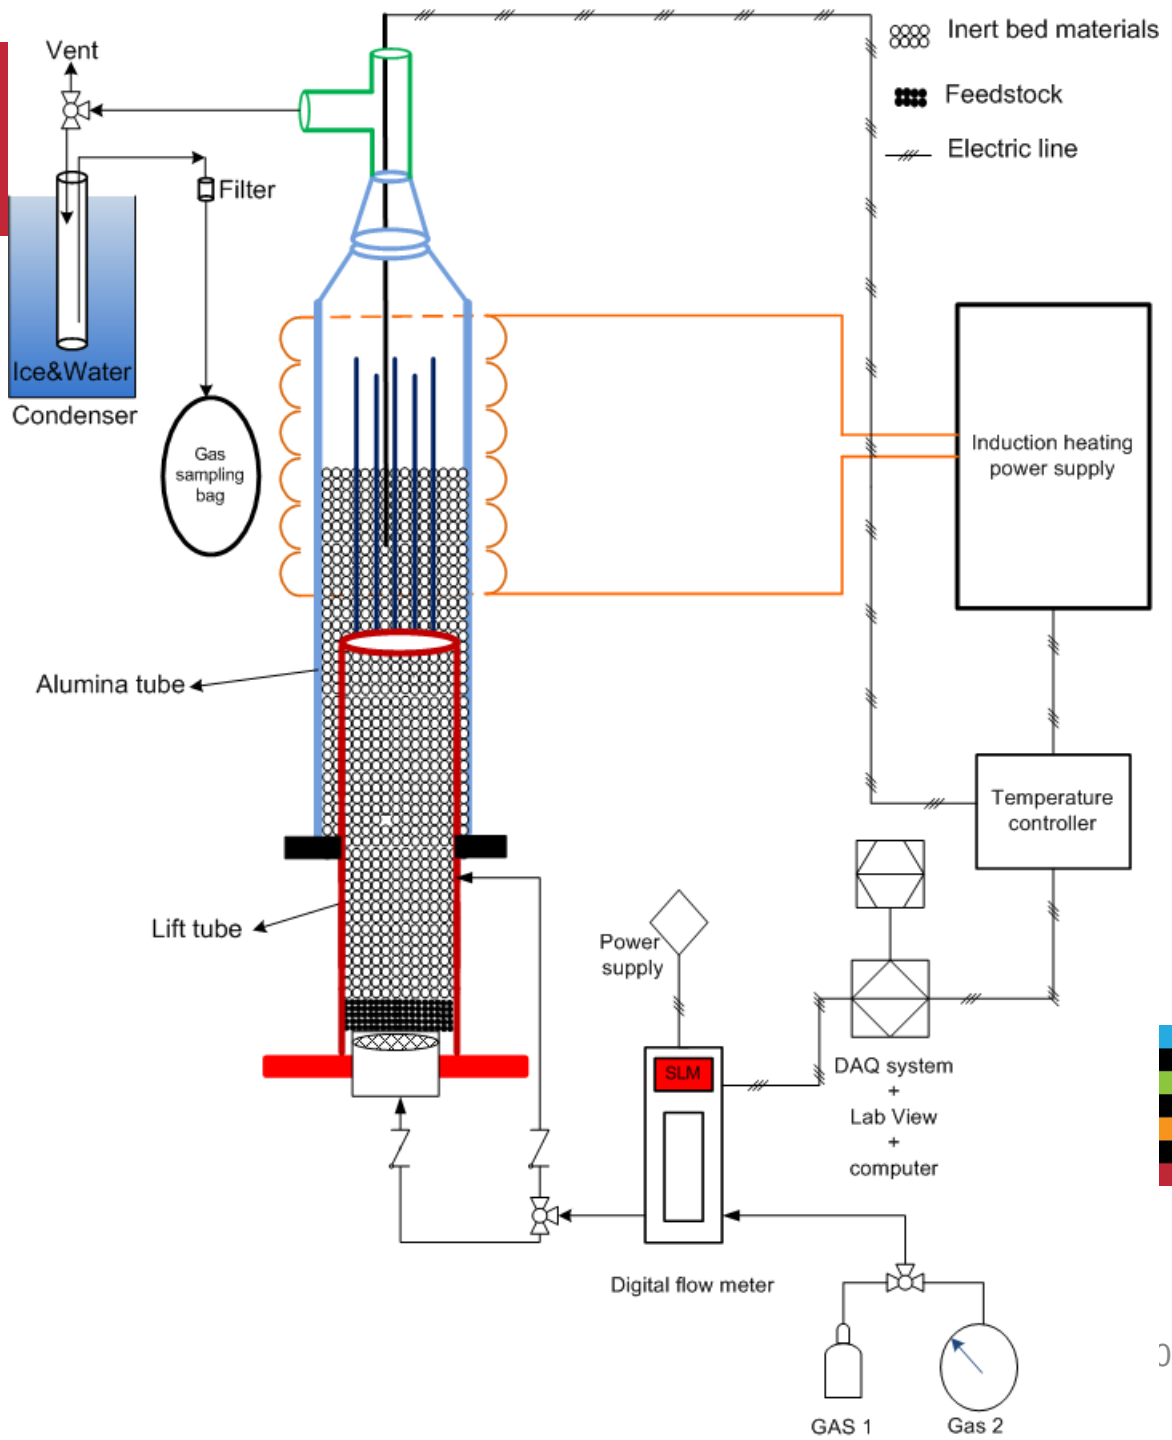 Inert bed materials
Vent
Feedstock
Electric line
Filter
Ice&Water
Condenser
Gas
sampling
bag
Induction heating
power supply
Alumina tube
Temperature
controller
Lift tube
Power
supply
SLM
DAQ system
+
Lab View
+
computer
Digital flow meter
GAS 1
Gas 2
0